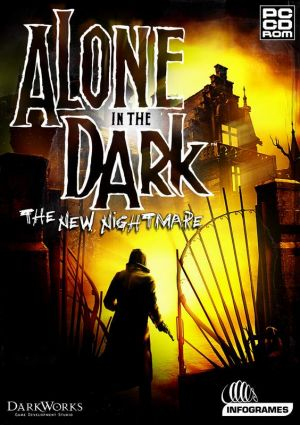 PC
CD
ROM
ALONE
IN THE
DARK
THE NEW NIGHTMARE
DARKWORKS
GAME DEVELOPMENT STUDIO
INFOGRAMES